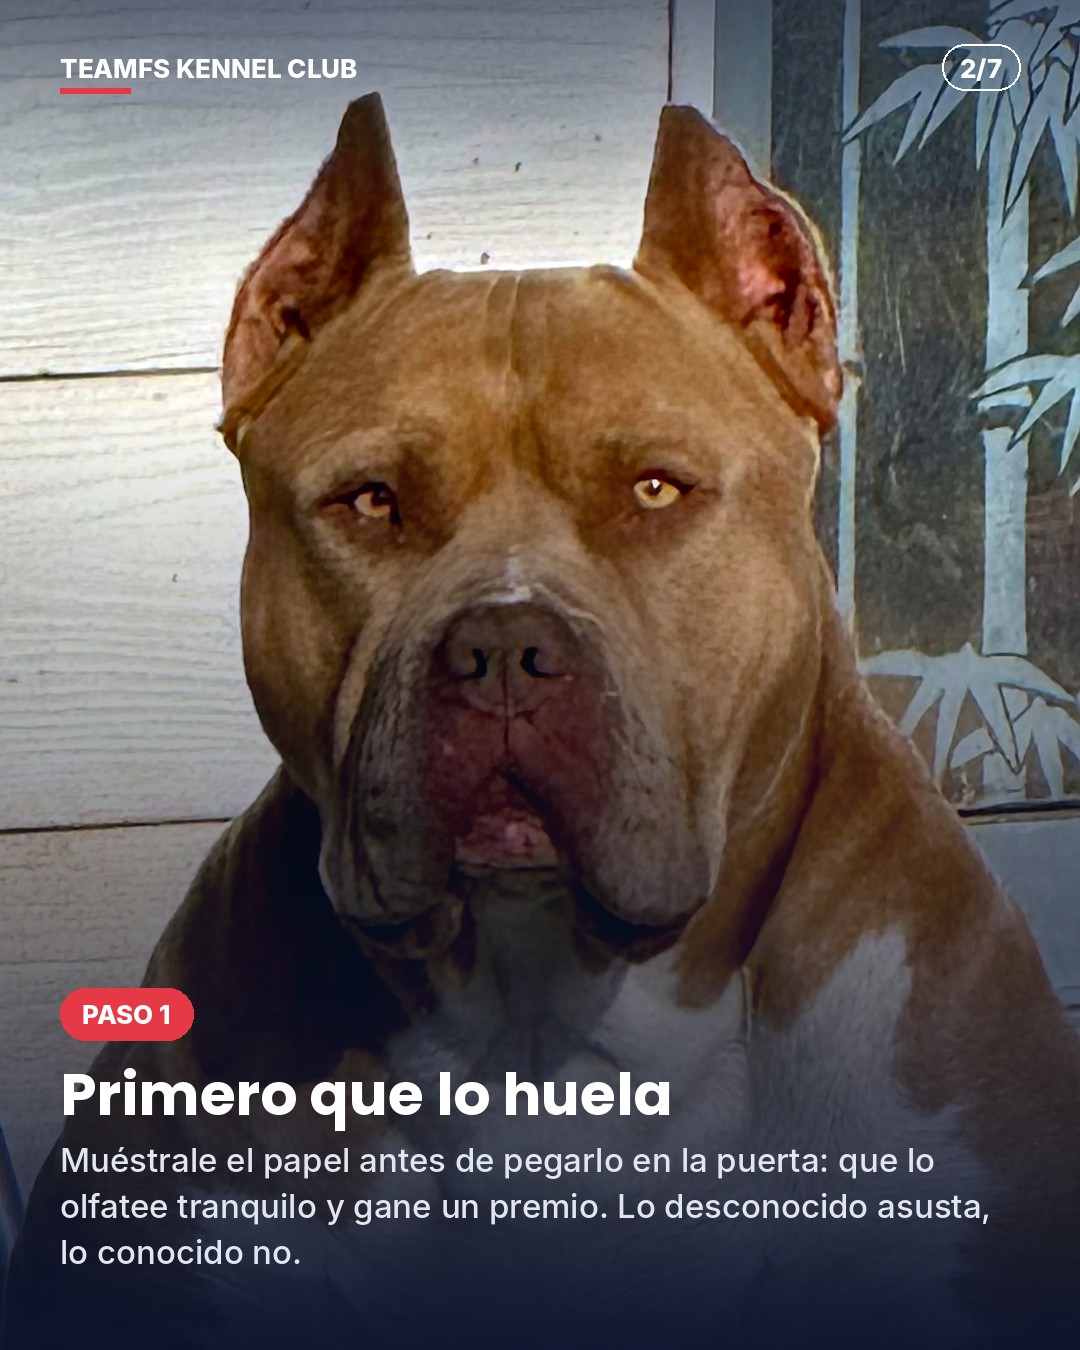 TEAMFS KENNEL CLUB
2/7
PASO 1
Primero que lo huela
Muéstrale el papel antes de pegarlo en la puerta: que lo
olfatee tranquilo y gane un premio. Lo desconocido asusta,
lo conocido no.